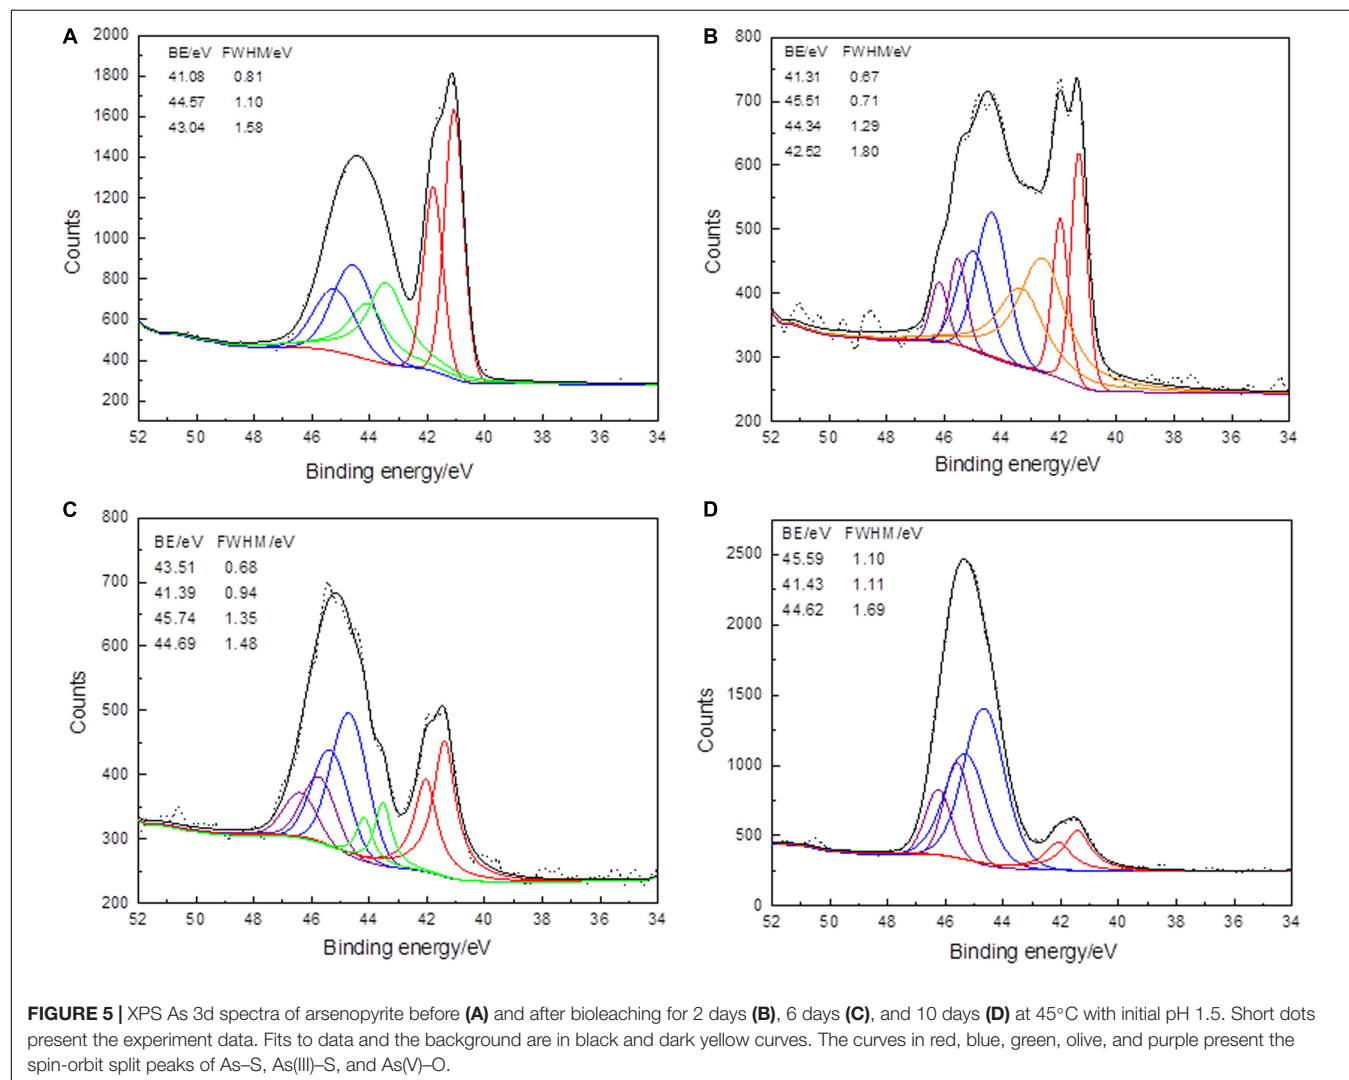 A
BE/eV FWHM/eV
41.08 0.81
44.57 1.10
43.04 1.58
2000
1800
1600
1400
1200
1000
800
600
400
200
Counts
52 50 48 46 44 42 40 38 36 34
Binding energy/eV
B
BE/eV FWHM/eV
41.31 0.67
45.51 0.71
44.34 1.29
42.52 1.80
800
700
600
500
400
300
200
Counts
52 50 48 46 44 42 40 38 36 34
Binding energy/eV
C
BE/eV FWHM/eV
43.51 0.68
41.39 0.94
45.74 1.35
44.69 1.48
800
700
600
500
400
300
200
Counts
52 50 48 46 44 42 40 38 36 34
Binding energy/eV
D
BE/eV FWHM/eV
45.59 1.10
41.43 1.11
44.62 1.69
2500
2000
1500
1000
500
0
Counts
52 50 48 46 44 42 40 38 36 34
Binding energy/eV
FIGURE 5 | XPS As 3d spectra of arsenopyrite before (A) and after bioleaching for 2 days (B), 6 days (C), and 10 days (D) at 45°C with initial pH 1.5. Short dots
present the experiment data. Fits to data and the background are in black and dark yellow curves. The curves in red, blue, green, olive, and purple present the
spin-orbit split peaks of As–S, As(III)–S, and As(V)–O.